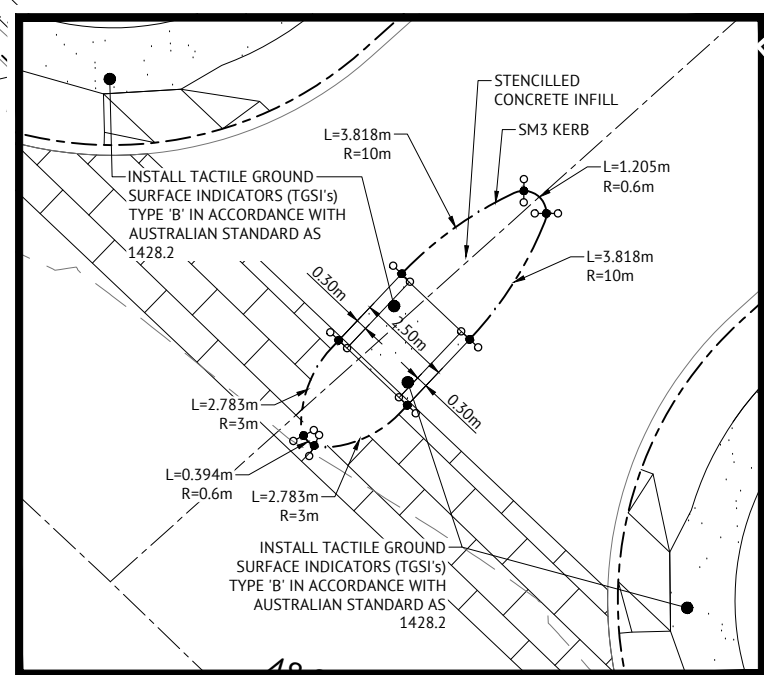 STENCILLED
CONCRETE INFILL
SM3 KERB
L=3.818m
R=10m
L=1.205m
R=0.6m
INSTALL TACTILE GROUND
SURFACE INDICATORS (TGSI's)
TYPE 'B' IN ACCORDANCE WITH
AUSTRALIAN STANDARD AS
1428.2
L=3.818m
R=10m
0.30m
2.50m
0.30m
L=2.783m
R=3m
L=0.394m
R=0.6m
L=2.783m
R=3m
INSTALL TACTILE GROUND
SURFACE INDICATORS (TGSI's)
TYPE 'B' IN ACCORDANCE WITH
AUSTRALIAN STANDARD AS
1428.2